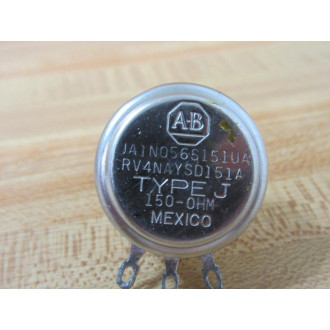 A-B
JA1N056S151UA
RV4NAYSD151A
TYPE J
150-OHM
MEXICO